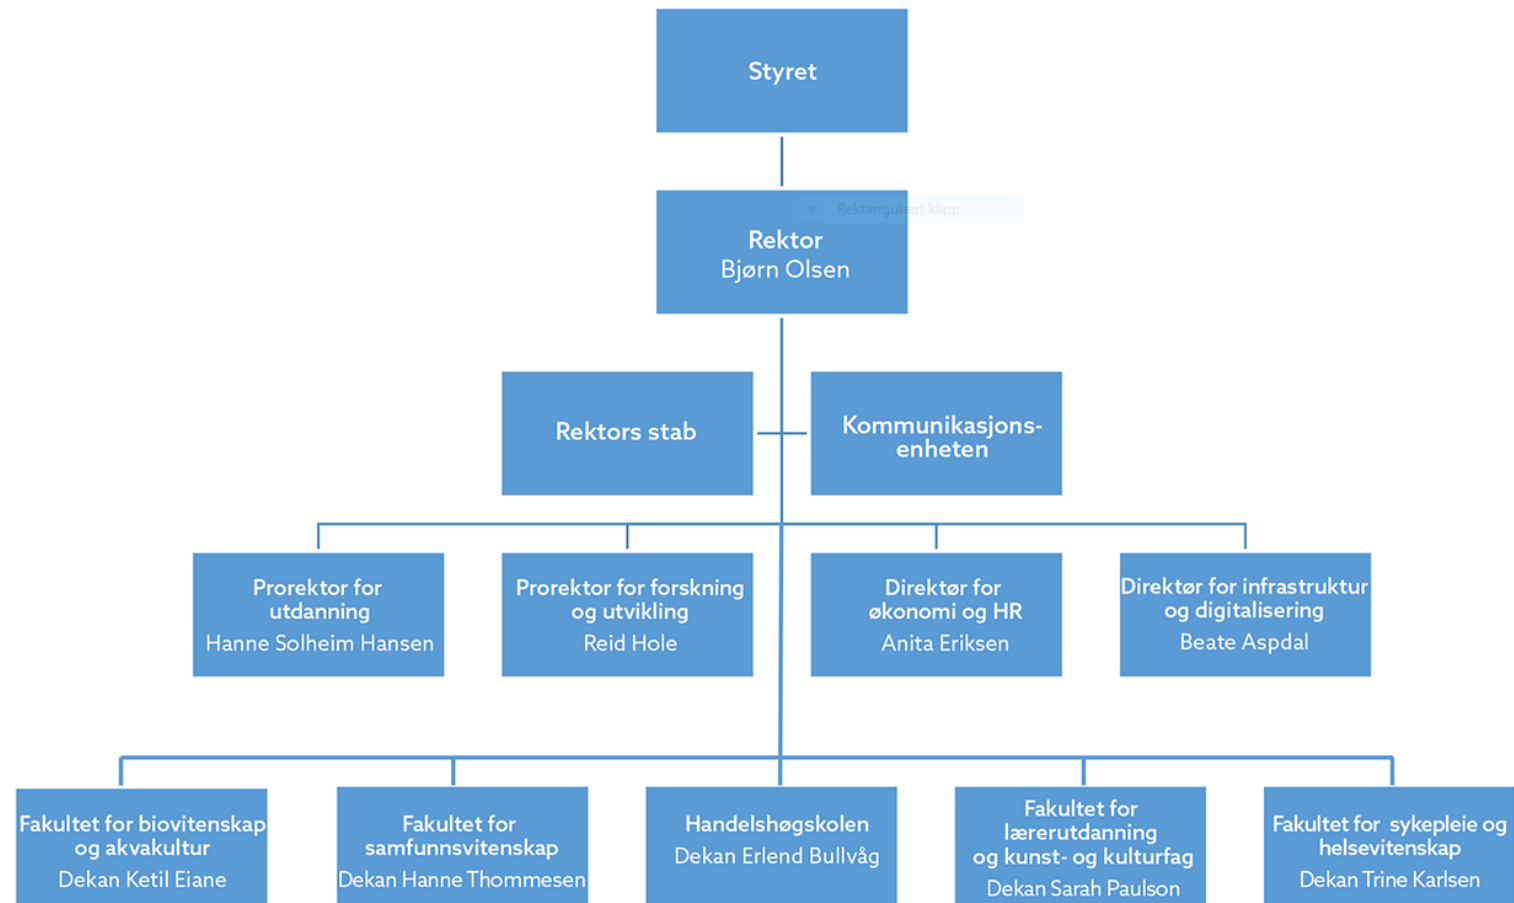 Styret
Rektangulært klipp
Rektor
Bjørn Olsen
Rektors stab
Kommunikasjons-
enheten
Prorektor for
utdanning
Hanne Solheim Hansen
Prorektor for forskning
og utvikling
Reid Hole
Direktør for
økonomi og HR
Anita Eriksen
Direktør for infrastruktur
og digitalisering
Beate Aspdal
Fakultet for biovitenskap
og akvakultur
Dekan Ketil Eiane
Fakultet for
samfunnsvitenskap
Dekan Hanne Thommesen
Handelshøgskolen
Dekan Erlend Bullvåg
Fakultet for
lærerutdanning
og kunst- og kulturfag
Dekan Sarah Paulson
Fakultet for sykepleie og
helsevitenskap
Dekan Trine Karlsen